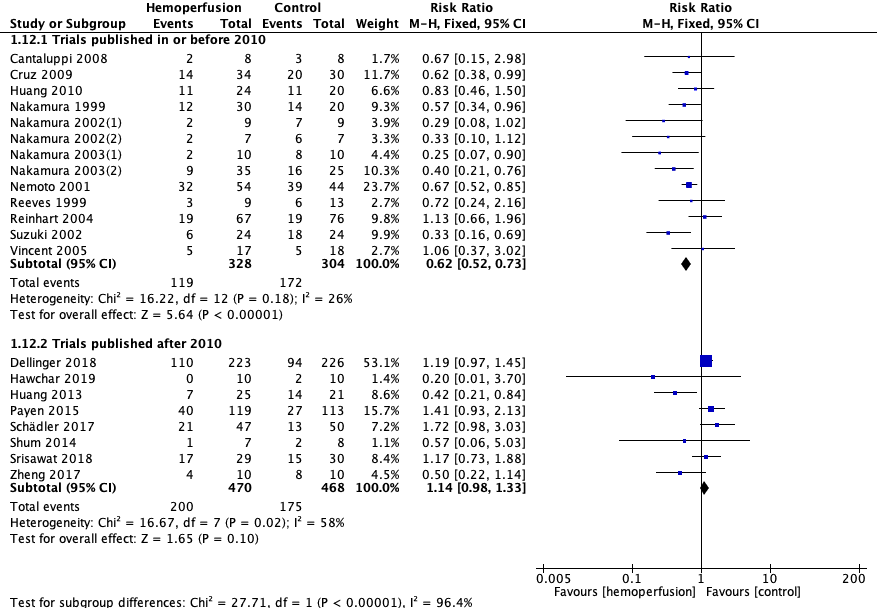 Hemoperfusion Control Risk Ratio Risk Ratio
Study or Subgroup Events Total Events Total Weight M-H, Fixed, 95% CI M-H, Fixed, 95% CI
1.12.1 Trials published in or before 2010
Cantaluppi 2008 2 8 3 8 1.7% 0.67 [0.15, 2.98]
Cruz 2009 14 34 20 30 11.7% 0.62 [0.38, 0.99]
Huang 2010 11 24 11 20 6.6% 0.83 [0.46, 1.50]
Nakamura 1999 12 30 14 20 9.3% 0.57 [0.34, 0.96]
Nakamura 2002(1) 2 9 7 9 3.9% 0.29 [0.08, 1.02]
Nakamura 2002(2) 2 7 6 7 3.3% 0.33 [0.10, 1.12]
Nakamura 2003(1) 2 10 8 10 4.4% 0.25 [0.07, 0.90]
Nakamura 2003(2) 9 35 16 25 10.3% 0.40 [0.21, 0.76]
Nemoto 2001 32 54 39 44 23.7% 0.67 [0.52, 0.85]
Reeves 1999 3 9 6 13 2.7% 0.72 [0.24, 2.16]
Reinhart 2004 19 67 19 76 9.8% 1.13 [0.66, 1.96]
Suzuki 2002 6 24 18 24 9.9% 0.33 [0.16, 0.69]
Vincent 2005 5 17 5 18 2.7% 1.06 [0.37, 3.02]
Subtotal (95% CI) 328 304 100.0% 0.62 [0.52, 0.73]
Total events 119 172
Heterogeneity: Chi² = 16.22, df = 12 (P = 0.18); I² = 26%
Test for overall effect: Z = 5.64 (P < 0.00001)
1.12.2 Trials published after 2010
Dellinger 2018 110 223 94 226 53.1% 1.19 [0.97, 1.45]
Hawchar 2019 0 10 2 10 1.4% 0.20 [0.01, 3.70]
Huang 2013 7 25 14 21 8.6% 0.42 [0.21, 0.84]
Payen 2015 40 119 27 113 15.7% 1.41 [0.93, 2.13]
Schädler 2017 21 47 13 50 7.2% 1.72 [0.98, 3.03]
Shum 2014 1 7 2 8 1.1% 0.57 [0.06, 5.03]
Srisawat 2018 17 29 15 30 8.4% 1.17 [0.73, 1.88]
Zheng 2017 4 10 8 10 4.5% 0.50 [0.22, 1.14]
Subtotal (95% CI) 470 468 100.0% 1.14 [0.98, 1.33]
Total events 200 175
Heterogeneity: Chi² = 16.67, df = 7 (P = 0.02); I² = 58%
Test for overall effect: Z = 1.65 (P = 0.10)
0.005 0.1 1 10 200
Favours [hemoperfusion] Favours [control]
Test for subgroup differences: Chi² = 27.71, df = 1 (P < 0.00001), I² = 96.4%